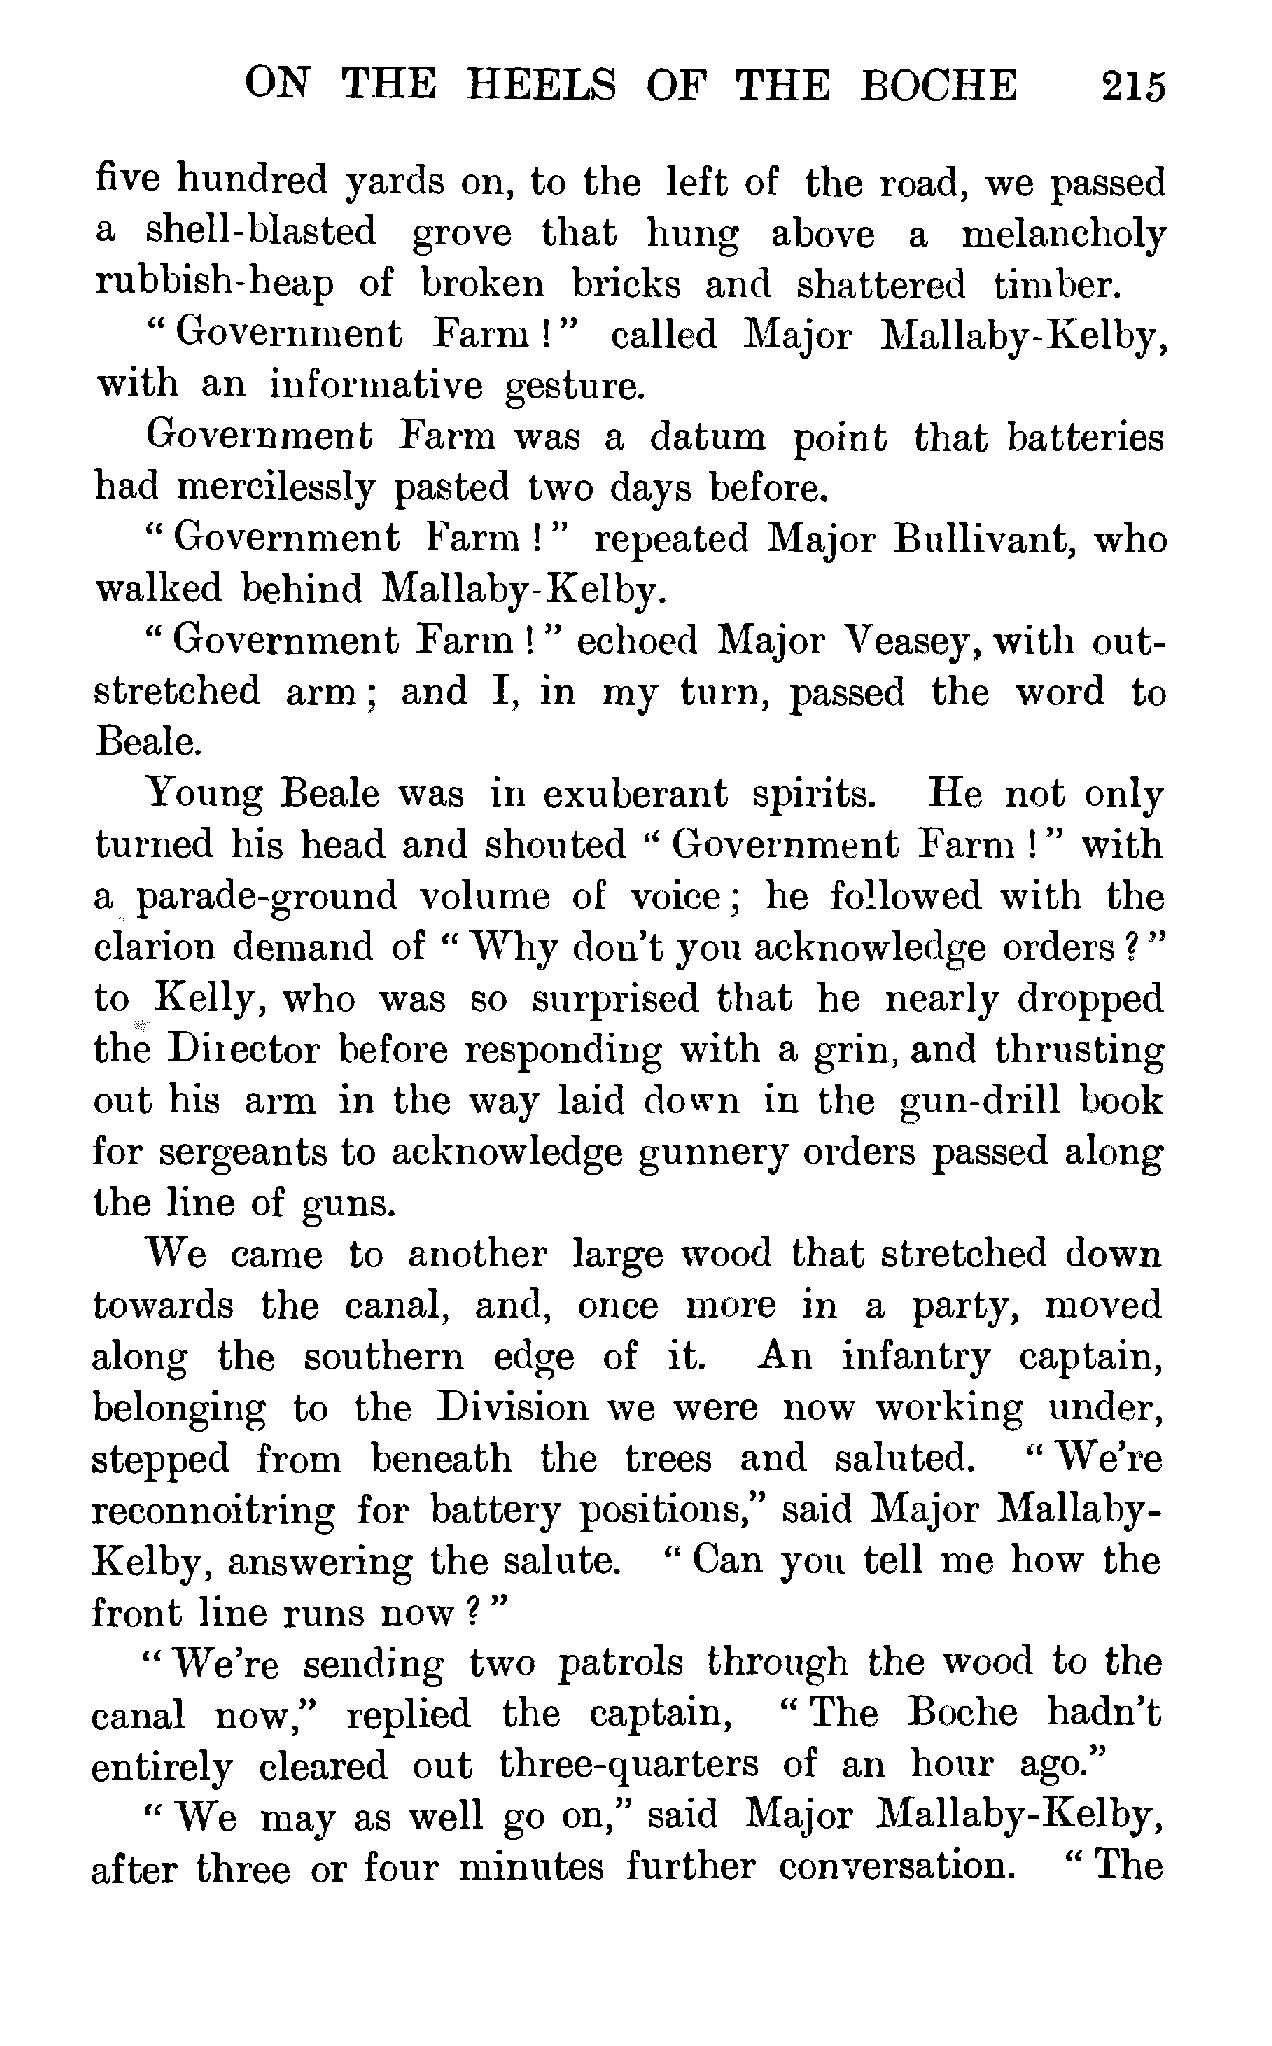 ON THE HEELS OF THE BOCHE 215
five hundred yards on, to the left of the road, we passed
a shell-blasted grove that hung above a melancholy
rubbish-heap of broken bricks and shattered timber.
“ Government Farm ! ” called Major Mallaby-Kelby,
with an informative gesture.
Government Farm was a datum point that batteries
had mercilessly pasted two days before.
“ Government Farm ! ” repeated Major Bullivant, who
walked behind Mallaby-Kelby.
“ Government Farm ! ” echoed Major Veasey, with out-
stretched arm ; and I, in my turn, passed the word to
Beale.
Young Beale was in exuberant spirits. He not only
turned his head and shouted “ Government Farm ! ” with
a parade-ground volume of voice ; he followed with the
clarion demand of “ Why don't you acknowledge orders ? ”
to Kelly, who was so surprised that he nearly dropped
the Director before responding with a grin, and thrusting
out his arm in the way laid down in the gun-drill book
for sergeants to acknowledge gunnery orders passed along
the line of guns.
We came to another large wood that stretched down
towards the canal, and, once more in a party, moved
along the southern edge of it. An infantry captain,
belonging to the Division we were now working under,
stepped from beneath the trees and saluted. “ We're
reconnoitring for battery positions,” said Major Mallaby-
Kelby, answering the salute. “ Can you tell me how the
front line runs now ? ”
“ We're sending two patrols through the wood to the
canal now,” replied the captain, “ The Boche hadn't
entirely cleared out three-quarters of an hour ago.”
“ We may as well go on,” said Major Mallaby-Kelby,
after three or four minutes further conversation. “ The